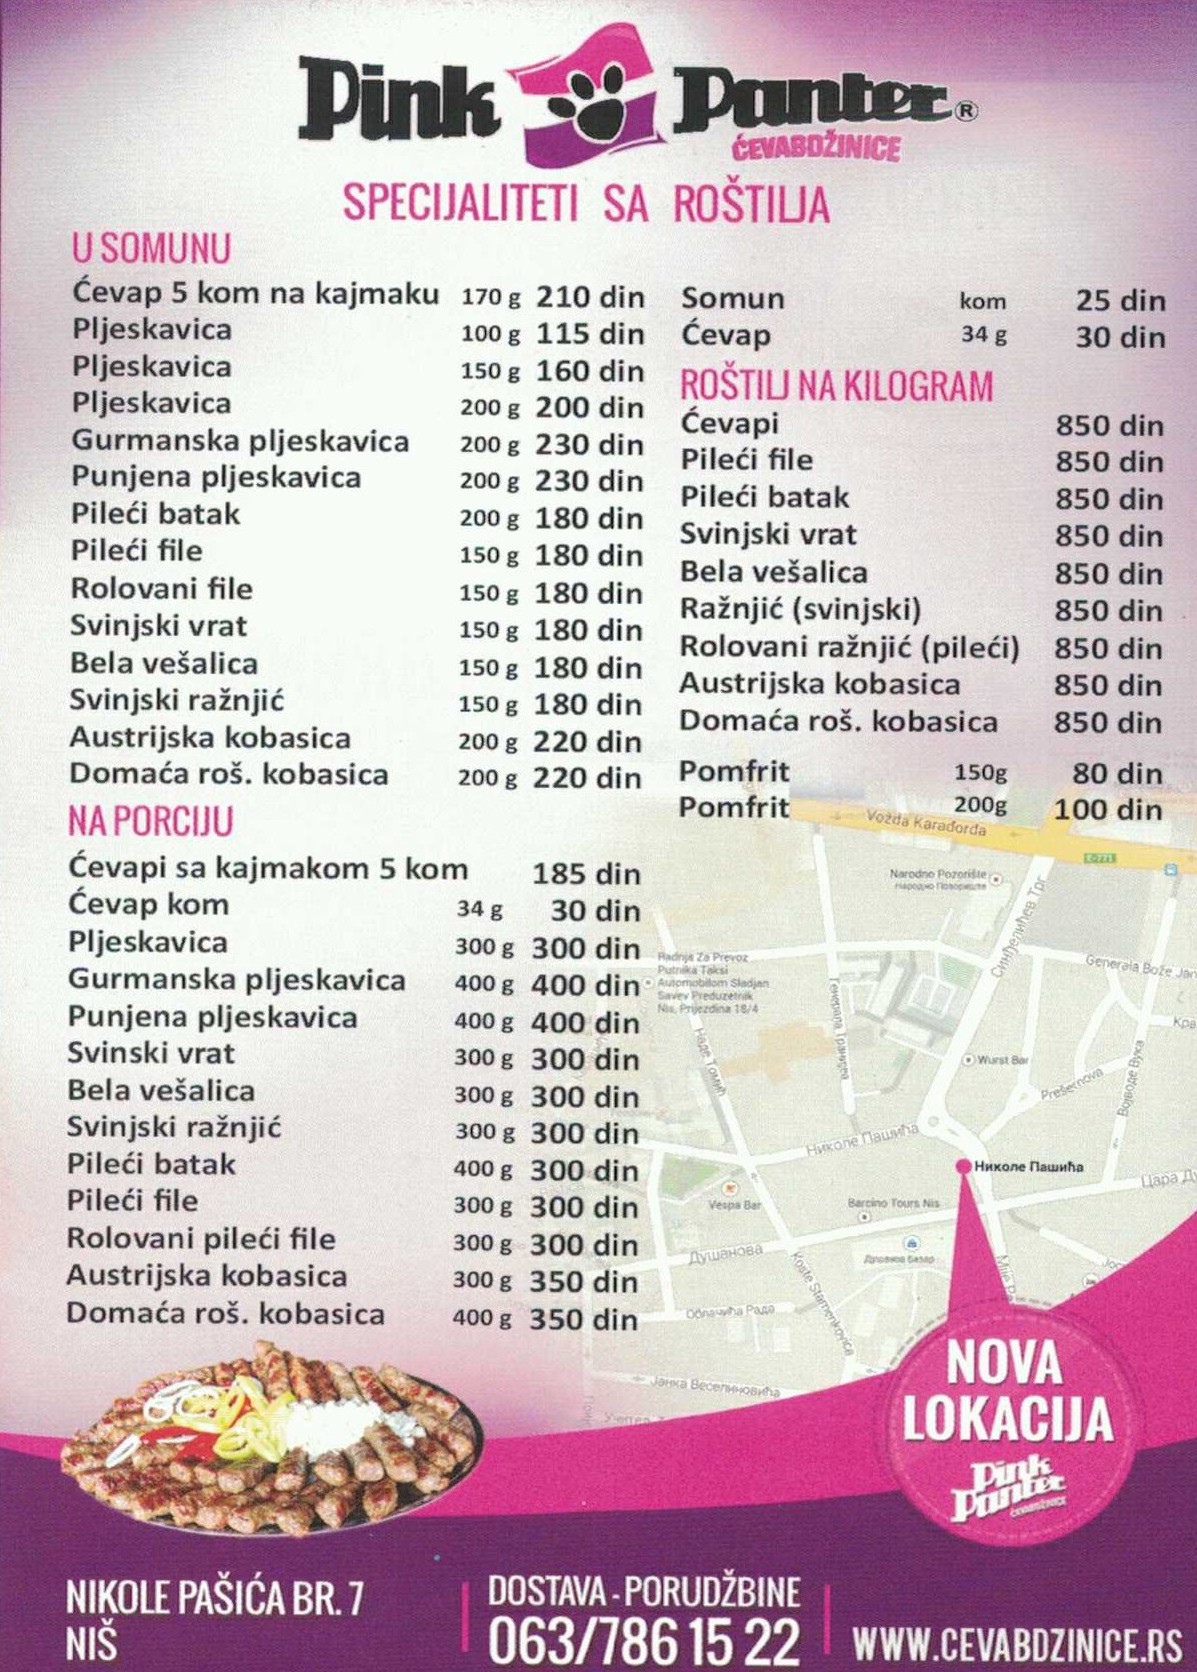 Pink Panter®
ĆEVABDŽINICE
SPECIJALITETI SA ROŠTILJA
U SOMUNU
Ćevap 5 kom na kajmaku 170 g 210 din
Pljeskavica 100 g 115 din
Pljeskavica 150 g 160 din
Pljeskavica 200 g 200 din
Gurmanska pljeskavica 200 g 230 din
Punjena pljeskavica 200 g 230 din
Pileći batak 200 g 180 din
Pileći file 150 g 180 din
Rolovani file 150 g 180 din
Svinjski vrat 150 g 180 din
Bela vešalica 150 g 180 din
Svinjski ražnjić 150 g 180 din
Austrijska kobasica 200 g 220 din
Domaća roš. kobasica 200 g 220 din
NA PORCIJU
Ćevapi sa kajmakom 5 kom 185 din
Ćevap kom 34 g 30 din
Pljeskavica 300 g 300 din
Gurmanska pljeskavica 400 g 400 din
Punjena pljeskavica 400 g 400 din
Svinski vrat 300 g 300 din
Bela vešalica 300 g 300 din
Svinjski ražnjić 300 g 300 din
Pileći batak 400 g 300 din
Pileći file 300 g 300 din
Rolovani pileći file 300 g 300 din
Austrijska kobasica 300 g 350 din
Domaća roš. kobasica 400 g 350 din
Somun kom 25 din
Ćevap 34 g 30 din
ROŠTILJ NA KILOGRAM
Ćevapi 850 din
Pileći file 850 din
Pileći batak 850 din
Svinjski vrat 850 din
Bela vešalica 850 din
Ražnjić (svinjski) 850 din
Rolovani ražnjić (pileći) 850 din
Austrijska kobasica 850 din
Domaća roš. kobasica 850 din
Pomfrit 150g 80 din
Pomfrit 200g 100 din
Vožda Karađorđa
E-771
Narodno Pozorište
Народно Позориште
Синђелићев Трг
Generala Bože Jan
Radnja Za Prevoz
Putnika Taksi
Automobilom Sladjan
Savev Preduzetnik
Nis, Prijezdina 18/4
Генерала Транијеа
Наде Томић
Wurst Bar
Prešernova
Војводе Вука
Николе Пашића
Николе Пашића
Vespa Bar
Barcino Tours Nis
Душанова
Душанов базар
Koste Stamenkovića
Облачића Рада
Јанка Веселиновића
NOVA
LOKACIJA
Pink
Panter
ĆEVABDŽINICE
NIKOLE PAŠIĆA BR. 7
NIŠ
DOSTAVA - PORUDŽBINE
063/786 15 22
WWW.CEVABDZINICE.RS